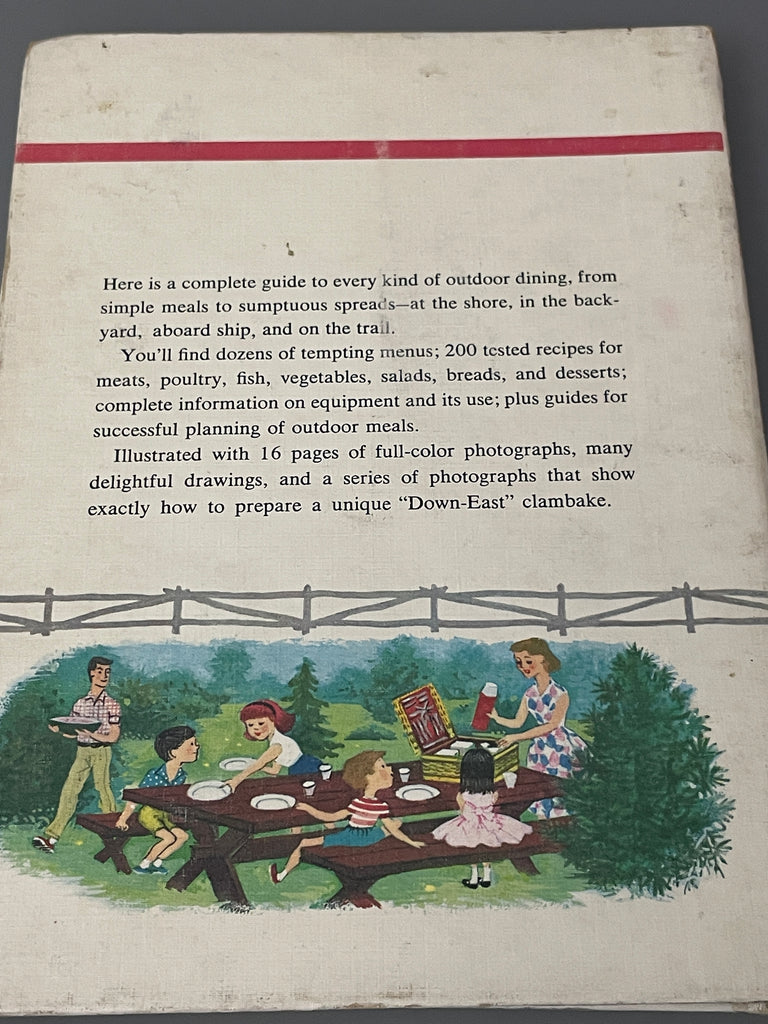 Here is a complete guide to every kind of outdoor dining, from
simple meals to sumptuous spreads—at the shore, in the back-
yard, aboard ship, and on the trail.
You'll find dozens of tempting menus; 200 tested recipes for
meats, poultry, fish, vegetables, salads, breads, and desserts;
complete information on equipment and its use; plus guides for
successful planning of outdoor meals.
Illustrated with 16 pages of full-color photographs, many
delightful drawings, and a series of photographs that show
exactly how to prepare a unique “Down-East” clambake.